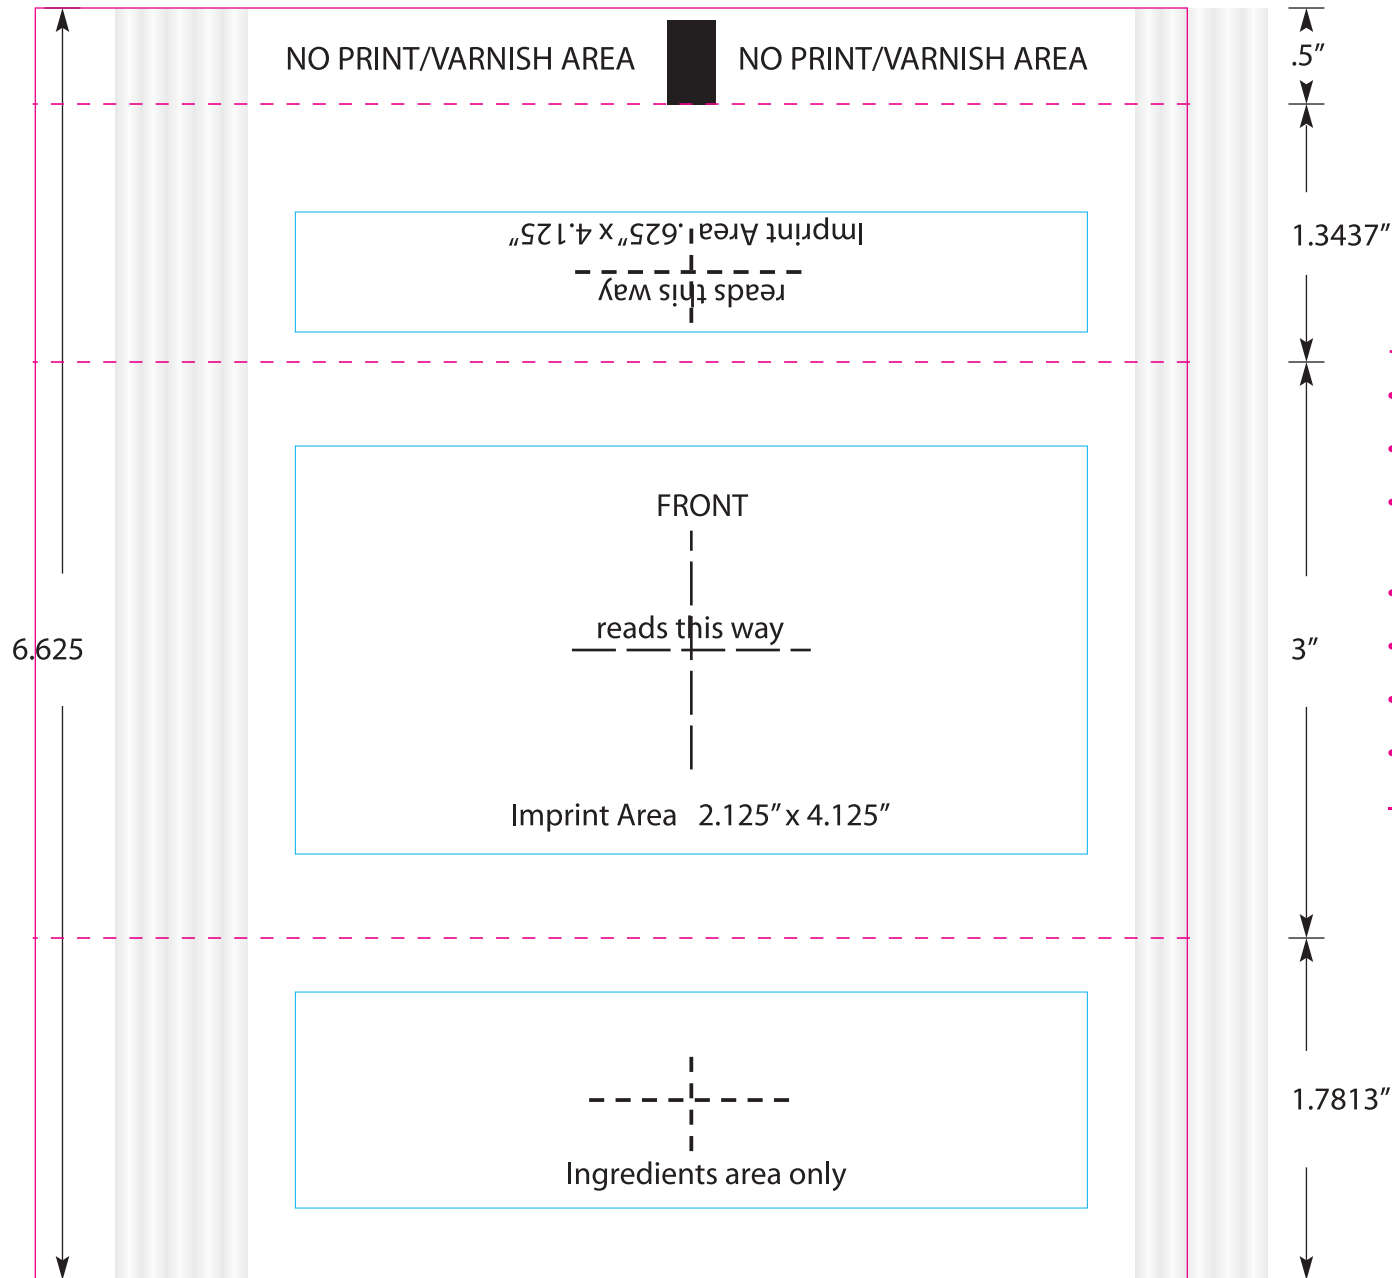 NO PRINT/VARNISH AREA NO PRINT/VARNISH AREA
.5”
Imprint Area .625” x 4.125”
reads this way
1.3437”
FRONT
reads this way
6.625
3”
Imprint Area 2.125” x 4.125”
1.7813”
Ingredients area only